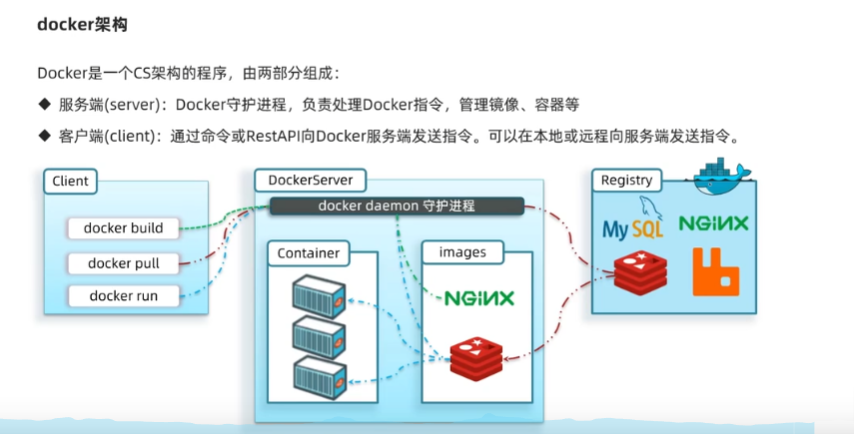 docker架构
Docker是一个CS架构的程序，由两部分组成：
◆ 服务端(server)：Docker守护进程，负责处理Docker指令，管理镜像、容器等
◆ 客户端(client)：通过命令或RestAPI向Docker服务端发送指令。可以在本地或远程向服务端发送指令。
Client
docker build
docker pull
docker run
DockerServer
docker daemon 守护进程
Container
images
NGINX
Registry
MySQL
NGINX